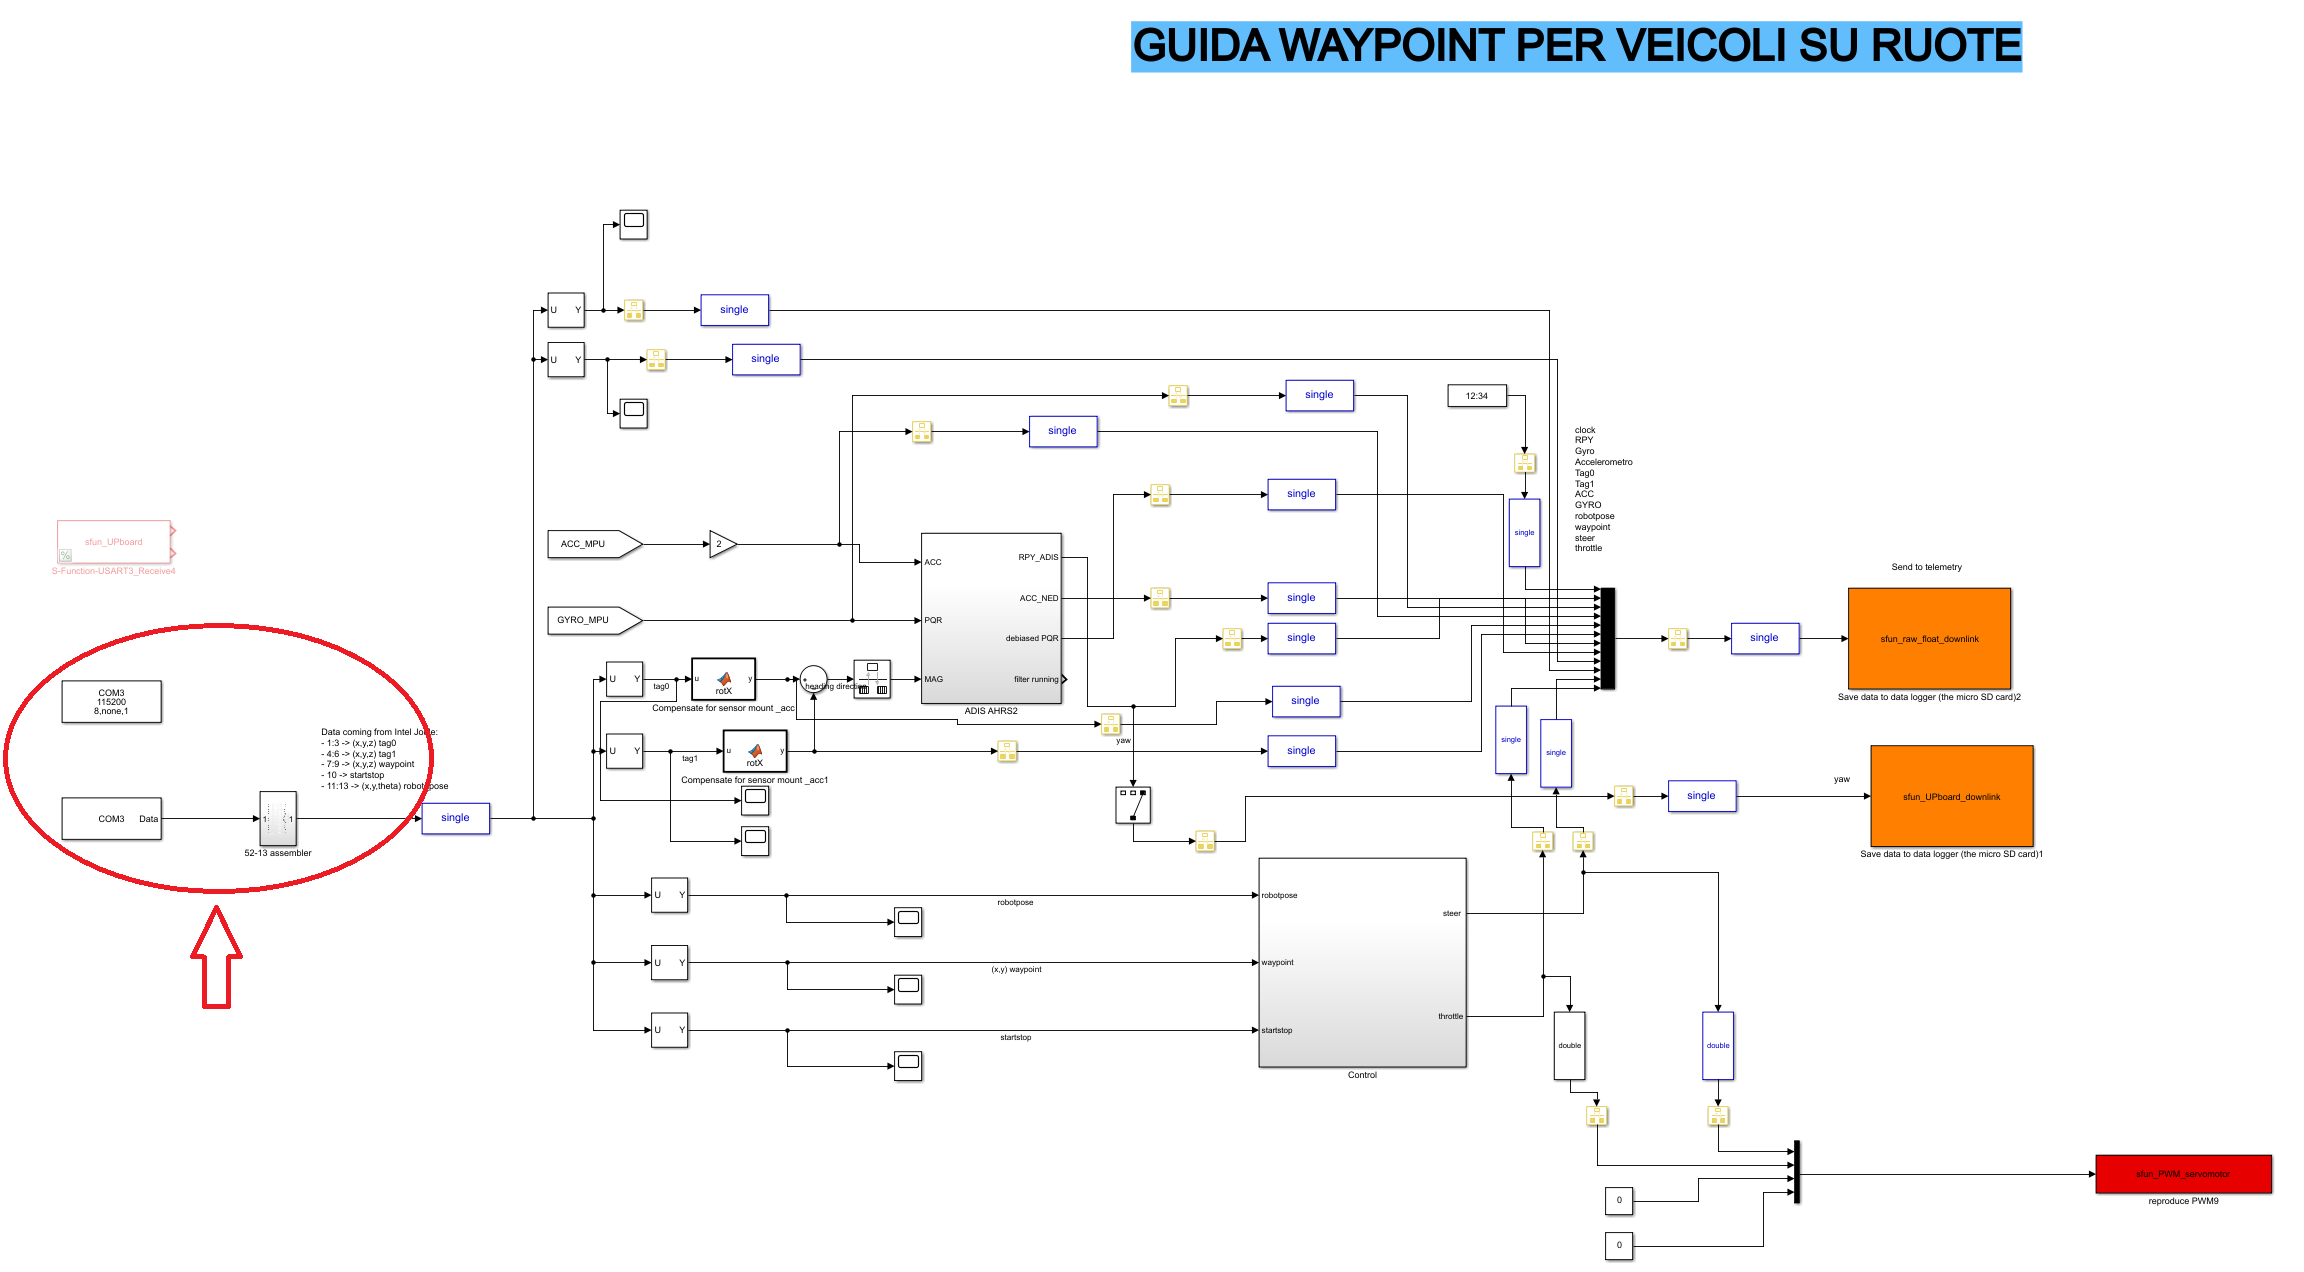 GUIDA WAYPOINT PER VEICOLI SU RUOTE
U Y
single
U Y
single
single
12:34
single
clock
RPY
Gyro
Accelerometro
Tag0
Tag1
ACC
GYRO
robotpose
waypoint
steer
throttle
single
single
sfun_UPboard
S-Function-USART3_Receive4
ACC_MPU
2
ACC
RPY_ADIS
ACC_NED
single
GYRO_MPU
PQR
debiased PQR
single
MAG
filter running
ADIS AHRS2
Send to telemetry
single
sfun_raw_float_downlink
Save data to data logger (the micro SD card)2
U Y
tag0
u y
rotX
Compensate for sensor mount _acc
heading direction
single
yaw
COM3
115200
8,none,1
Data coming from Intel
- 1:3 -> (x,y,z) tag0
- 4:6 -> (x,y,z) tag1
- 7:9 -> (x,y,z) waypoint
- 10 -> startstop
- 11:13 -> (x,y,theta) robotpose
U Y
tag1
u y
rotX
Compensate for sensor mount _acc1
single
single
single
COM3 Data
1 1
52-13 assembler
single
single
yaw
sfun_UPboard_downlink
Save data to data logger (the micro SD card)1
U Y
robotpose
robotpose
steer
U Y
(x,y) waypoint
waypoint
throttle
U Y
startstop
startstop
Control
double
double
0
0
sfun_PWM_servomotor
reproduce PWM9